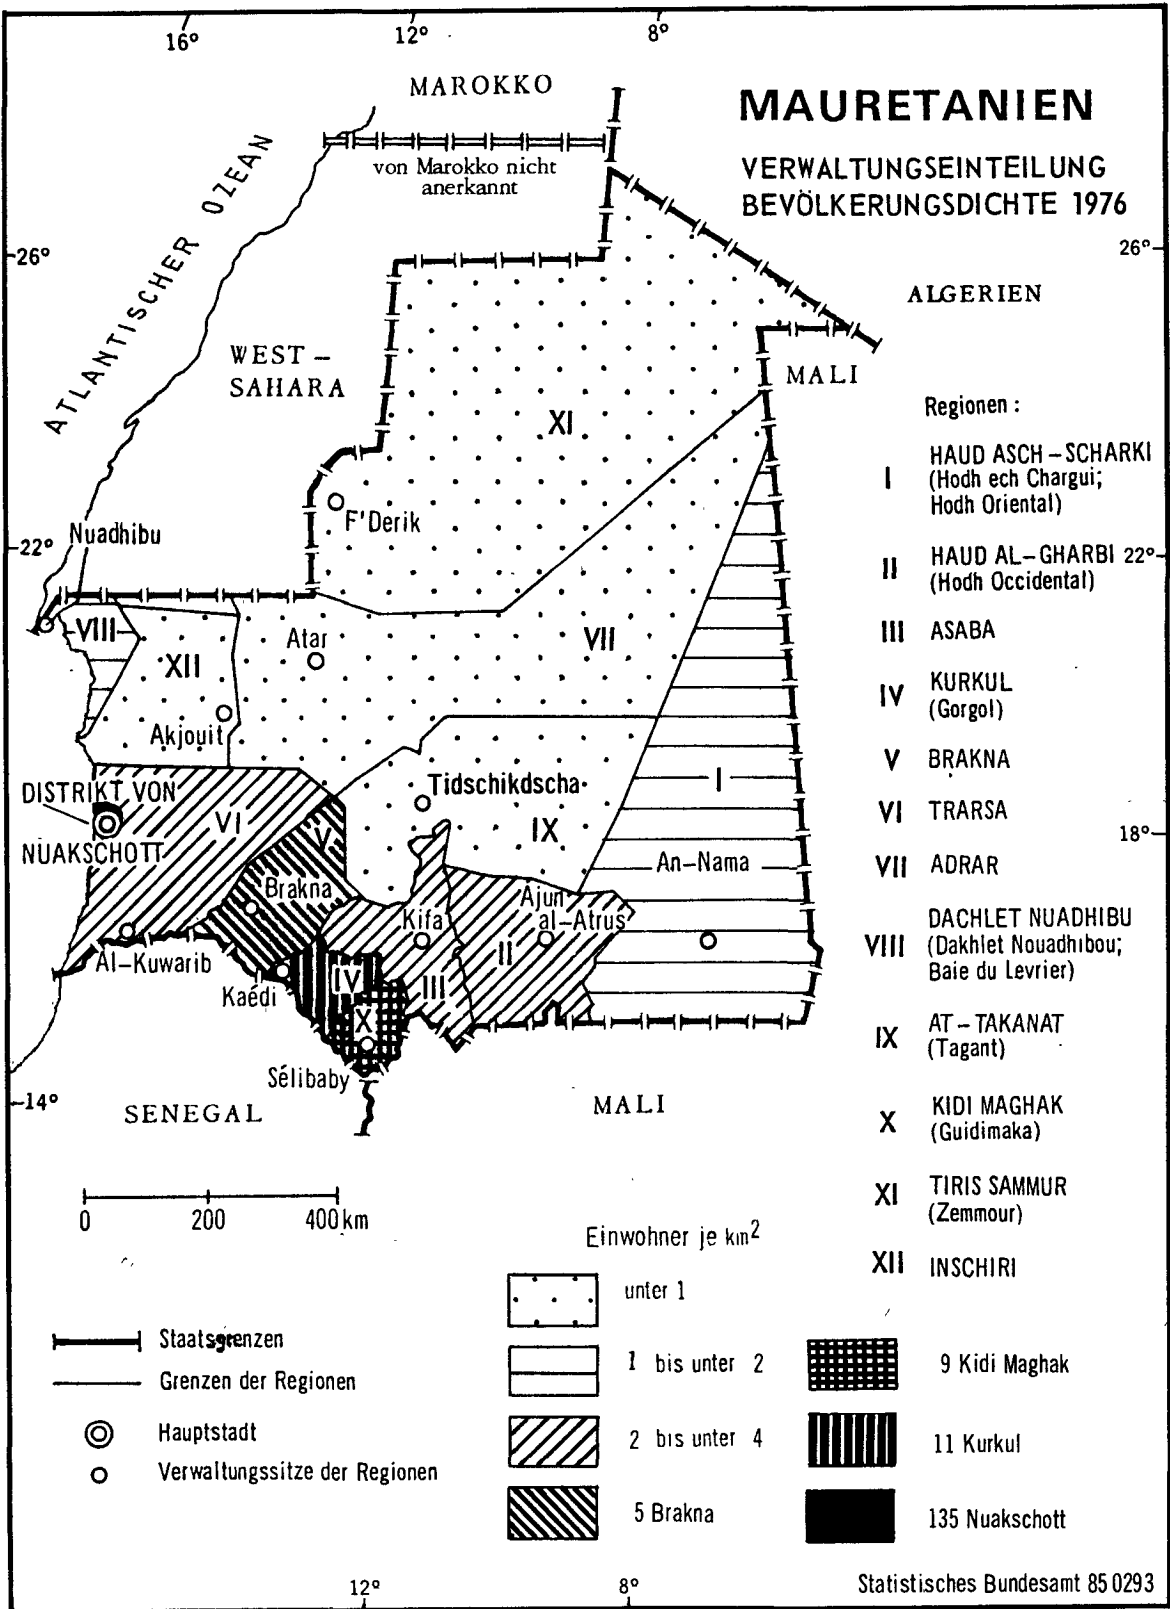 16°
12°
8°
MAROKKO
MAURETANIEN
von Marokko nicht
anerkannt
VERWALTUNGSEINTEILUNG
BEVÖLKERUNGSDICHTE 1976
ATLANTISCHER OZEAN
26°
26°
ALGERIEN
WEST-
SAHARA
MALI
XI
F'Derik
Nuadhibu
22°
22°
VIII
XII
Atar
VII
Akjouit
DISTRIKT VON
NUAKSCHOTT
VI
V
Tidschikdscha
IX
I
18°
An-Nama
Brakna
Kifa
Ajun
al-Atrus
Al-Kuwarib
Kaédi
IV
III
II
X
Sélibaby
14°
SENEGAL
MALI
Regionen:
I HAUD ASCH-SCHARKI
(Hodh ech Chargui;
Hodh Oriental)
II HAUD AL-GHARBI
(Hodh Occidental)
III ASABA
IV KURKUL
(Gorgol)
V BRAKNA
VI TRARSA
VII ADRAR
VIII DACHLET NUADHIBU
(Dakhlet Nouadhibou;
Baie du Levrier)
IX AT-TAKANAT
(Tagant)
X KIDI MAGHAK
(Guidimaka)
XI TIRIS SAMMUR
(Zemmour)
XII INSCHIRI
0 200 400 km
Staatsgrenzen
Grenzen der Regionen
Hauptstadt
Verwaltungssitze der Regionen
Einwohner je km²
unter 1
1 bis unter 2
2 bis unter 4
5 Brakna
9 Kidi Maghak
11 Kurkul
135 Nuakschott
12°
8°
Statistisches Bundesamt 85 0293